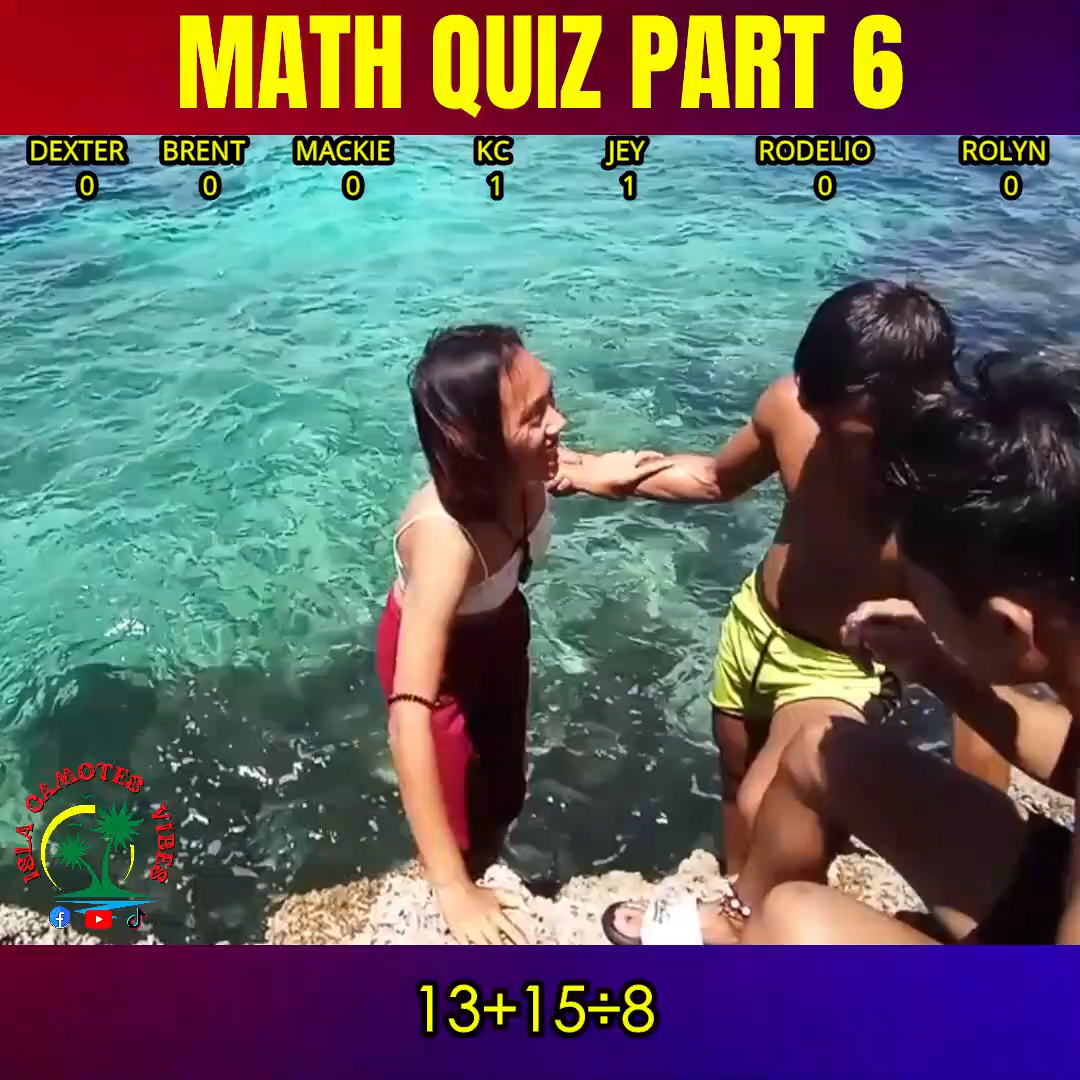 MATH QUIZ PART 6
DEXTER BRENT MACKIE KC JEY RODELIO ROLYN
0 0 0 1 1 0 0
ISLA CAMOTES VIBES
13+15÷8